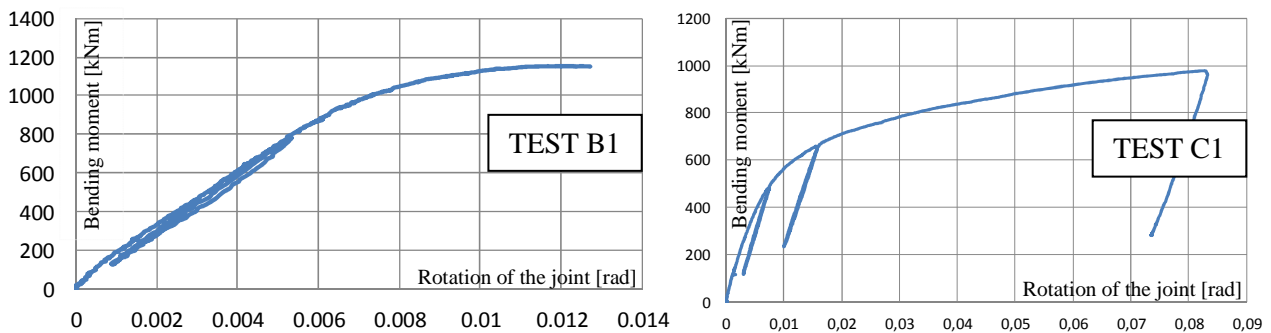 1400
1200
1000
800
600
400
200
0
Bending moment [kNm]
TEST B1
Rotation of the joint [rad]
0 0.002 0.004 0.006 0.008 0.01 0.012 0.014
1200
1000
800
600
400
200
0
Bending moment [kNm]
TEST C1
Rotation of the joint [rad]
0 0,01 0,02 0,03 0,04 0,05 0,06 0,07 0,08 0,09